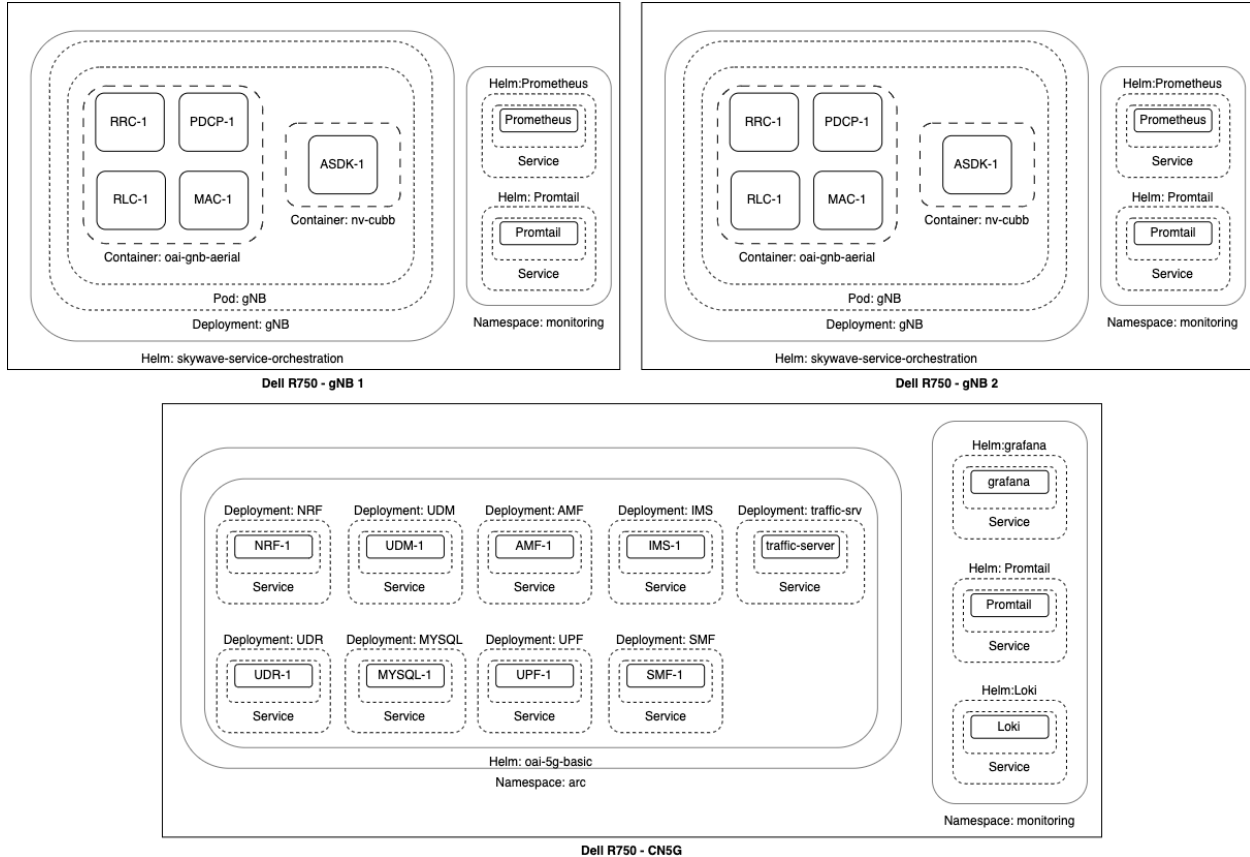 RRC-1
PDCP-1
RLC-1
MAC-1
Container: oai-gnb-aerial
ASDK-1
Container: nv-cubb
Pod: gNB
Deployment: gNB
Helm: skywave-service-orchestration
Helm:Prometheus
Prometheus
Service
Helm: Promtail
Promtail
Service
Namespace: monitoring
Dell R750 - gNB 1
RRC-1
PDCP-1
RLC-1
MAC-1
Container: oai-gnb-aerial
ASDK-1
Container: nv-cubb
Pod: gNB
Deployment: gNB
Helm: skywave-service-orchestration
Helm:Prometheus
Prometheus
Service
Helm: Promtail
Promtail
Service
Namespace: monitoring
Dell R750 - gNB 2
Deployment: NRF
NRF-1
Service
Deployment: UDM
UDM-1
Service
Deployment: AMF
AMF-1
Service
Deployment: IMS
IMS-1
Service
Deployment: traffic-srv
traffic-server
Service
Deployment: UDR
UDR-1
Service
Deployment: MYSQL
MYSQL-1
Service
Deployment: UPF
UPF-1
Service
Deployment: SMF
SMF-1
Service
Helm: oai-5g-basic
Namespace: arc
Helm:grafana
grafana
Service
Helm: Promtail
Promtail
Service
Helm:Loki
Loki
Service
Namespace: monitoring
Dell R750 - CN5G